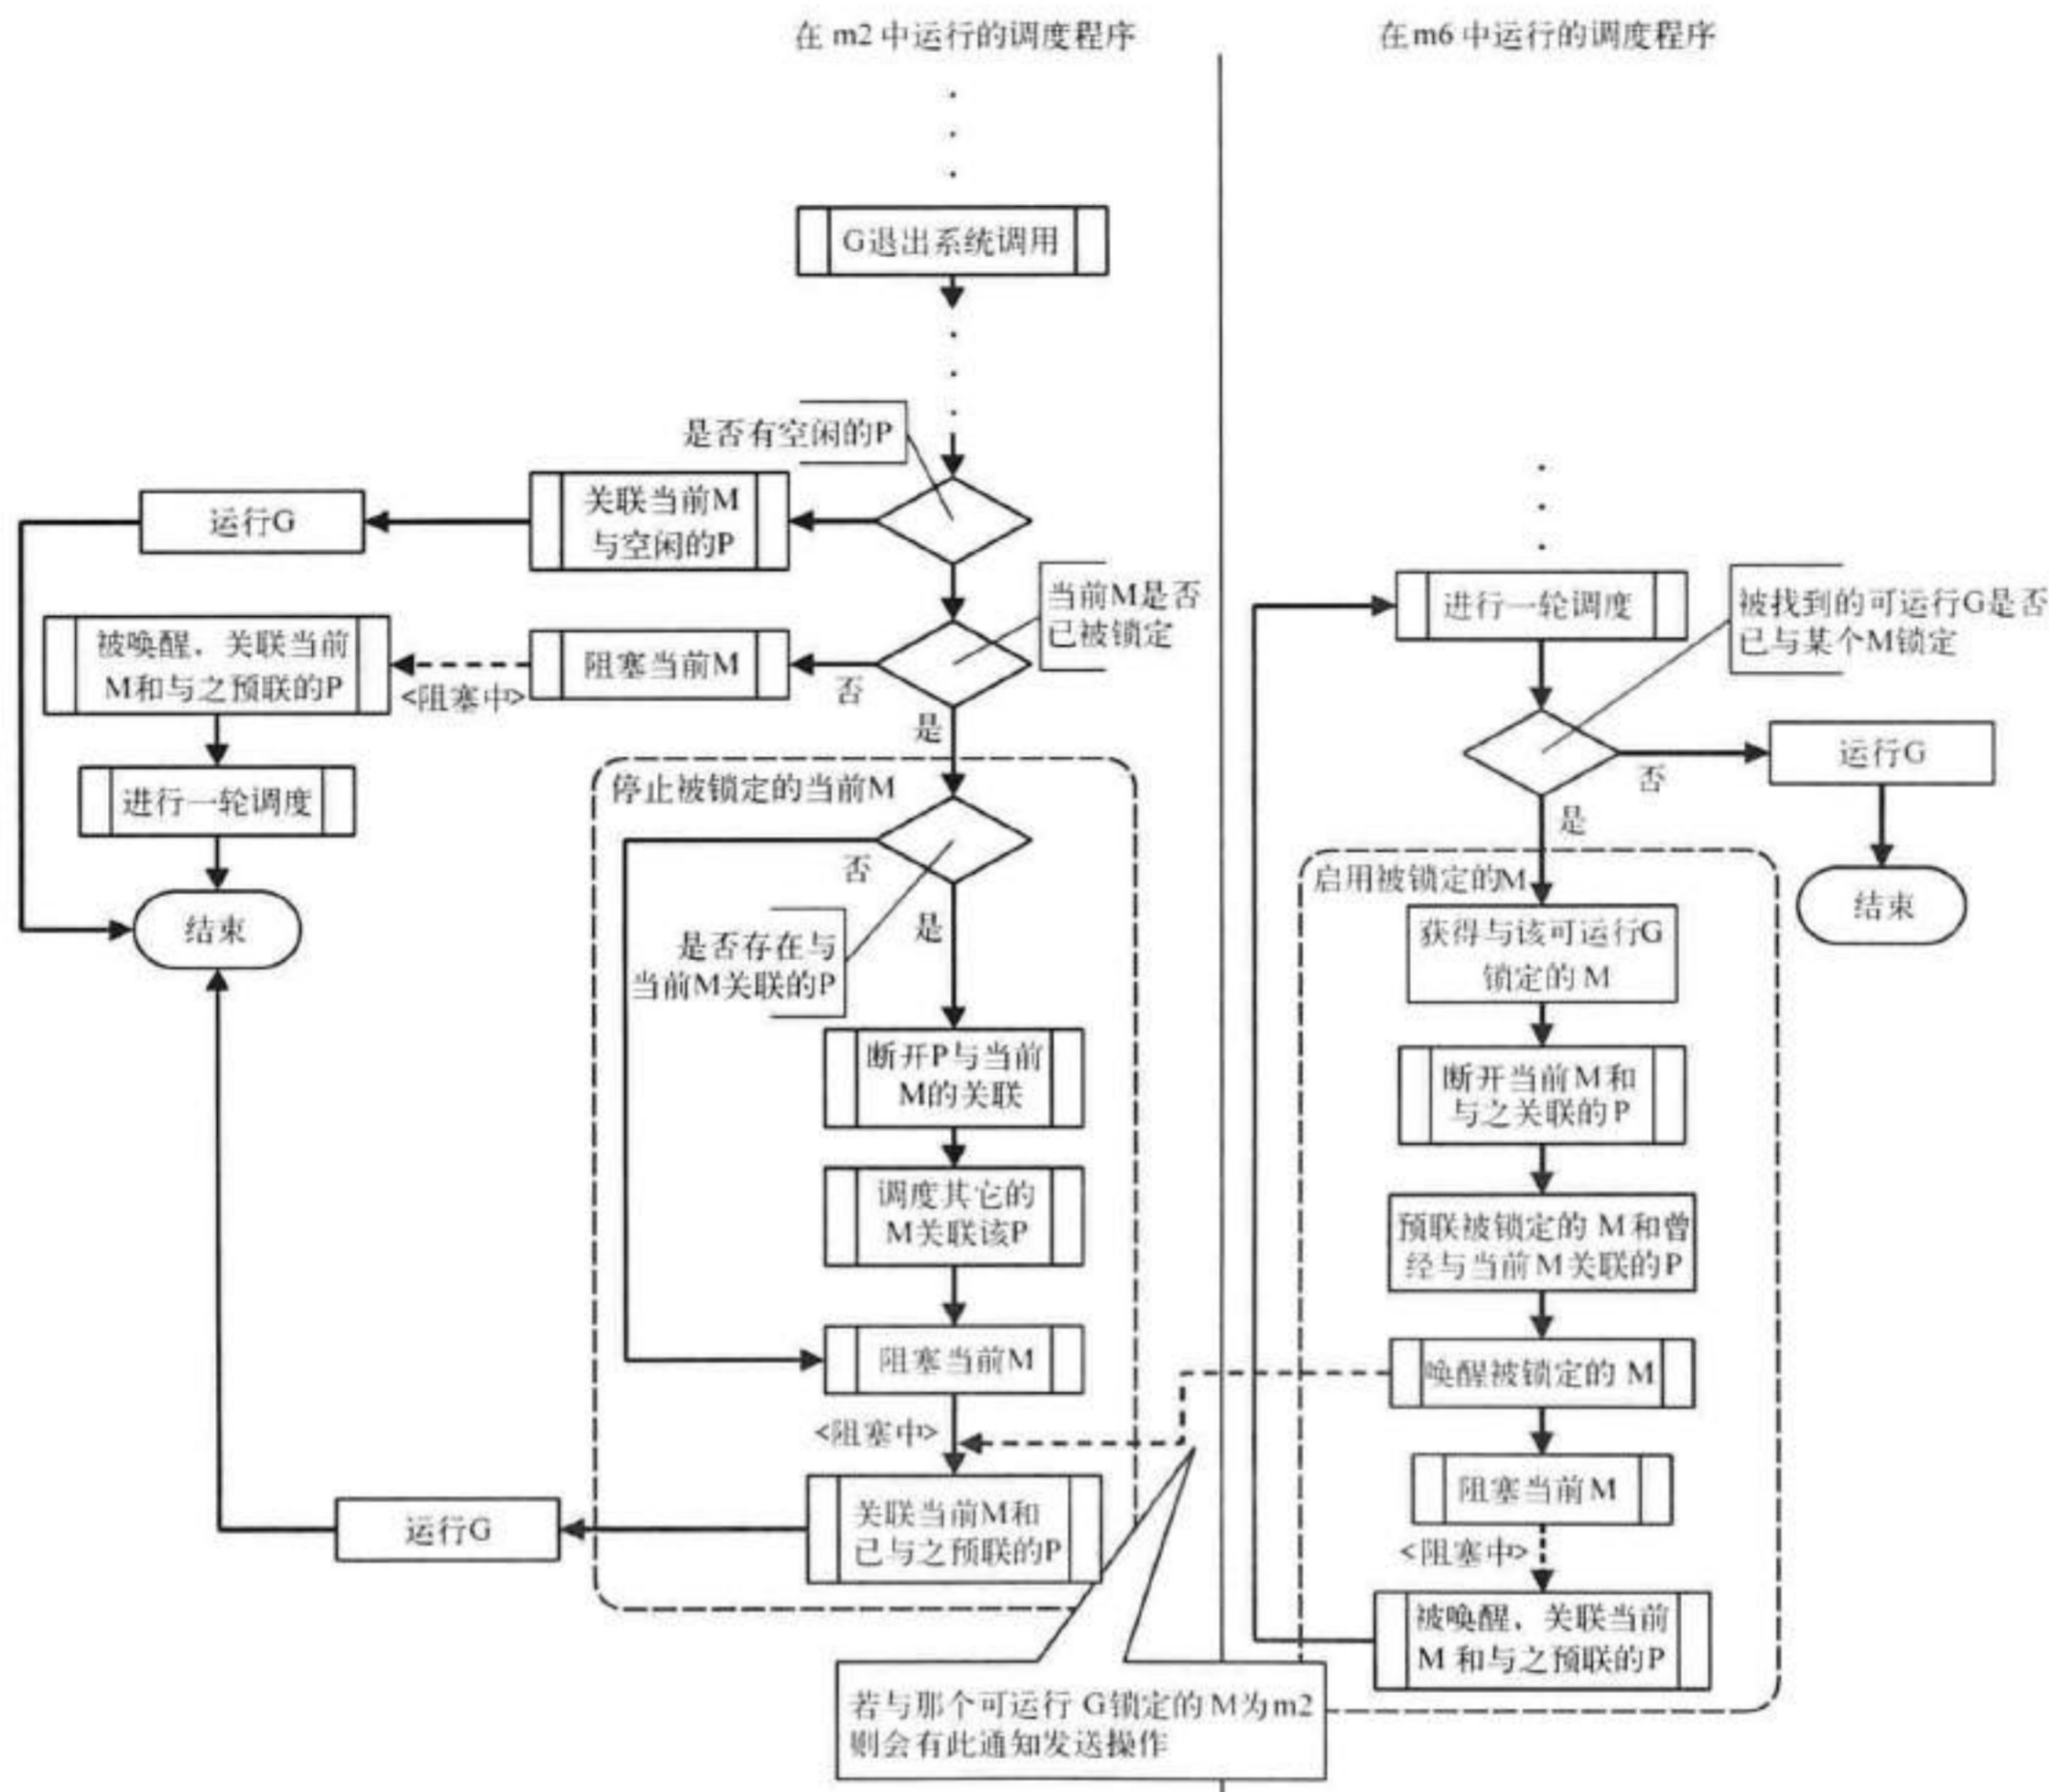 在 m2 中运行的调度程序
在m6 中运行的调度程序
G退出系统调用
是否有空闲的P
关联当前M
与空闲的P
运行G
当前M是否
已被锁定
阻塞当前M
否
<阻塞中>
被唤醒，关联当前
M和与之预联的P
进行一轮调度
结束
是
停止被锁定的当前M
否
是
是否存在与
当前M关联的P
断开P与当前
M的关联
调度其它的
M关联该P
阻塞当前M
<阻塞中>
关联当前M和
已与之预联的P
运行G
进行一轮调度
被找到的可运行G是否
已与某个M锁定
否
运行G
结束
是
启用被锁定的M
获得与该可运行G
锁定的 M
断开当前M和
与之关联的P
预联被锁定的 M和曾
经与当前M关联的P
唤醒被锁定的 M
阻塞当前M
<阻塞中>
被唤醒、关联当前
M 和与之预联的P
若与那个可运行 G锁定的 M为m2
则会有此通知发送操作